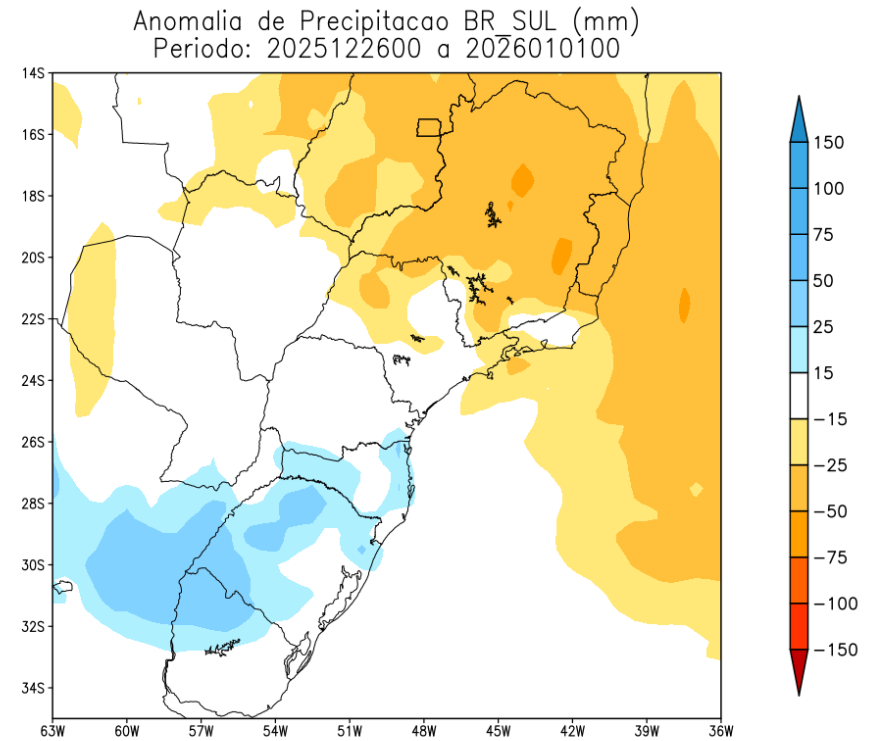 Anomalia de Precipitacao BR_SUL (mm)
Periodo: 2025122600 a 2026010100
14S
16S
18S
20S
22S
24S
26S
28S
30S
32S
34S
63W 60W 57W 54W 51W 48W 45W 42W 39W 36W
150
100
75
50
25
15
-15
-25
-50
-75
-100
-150